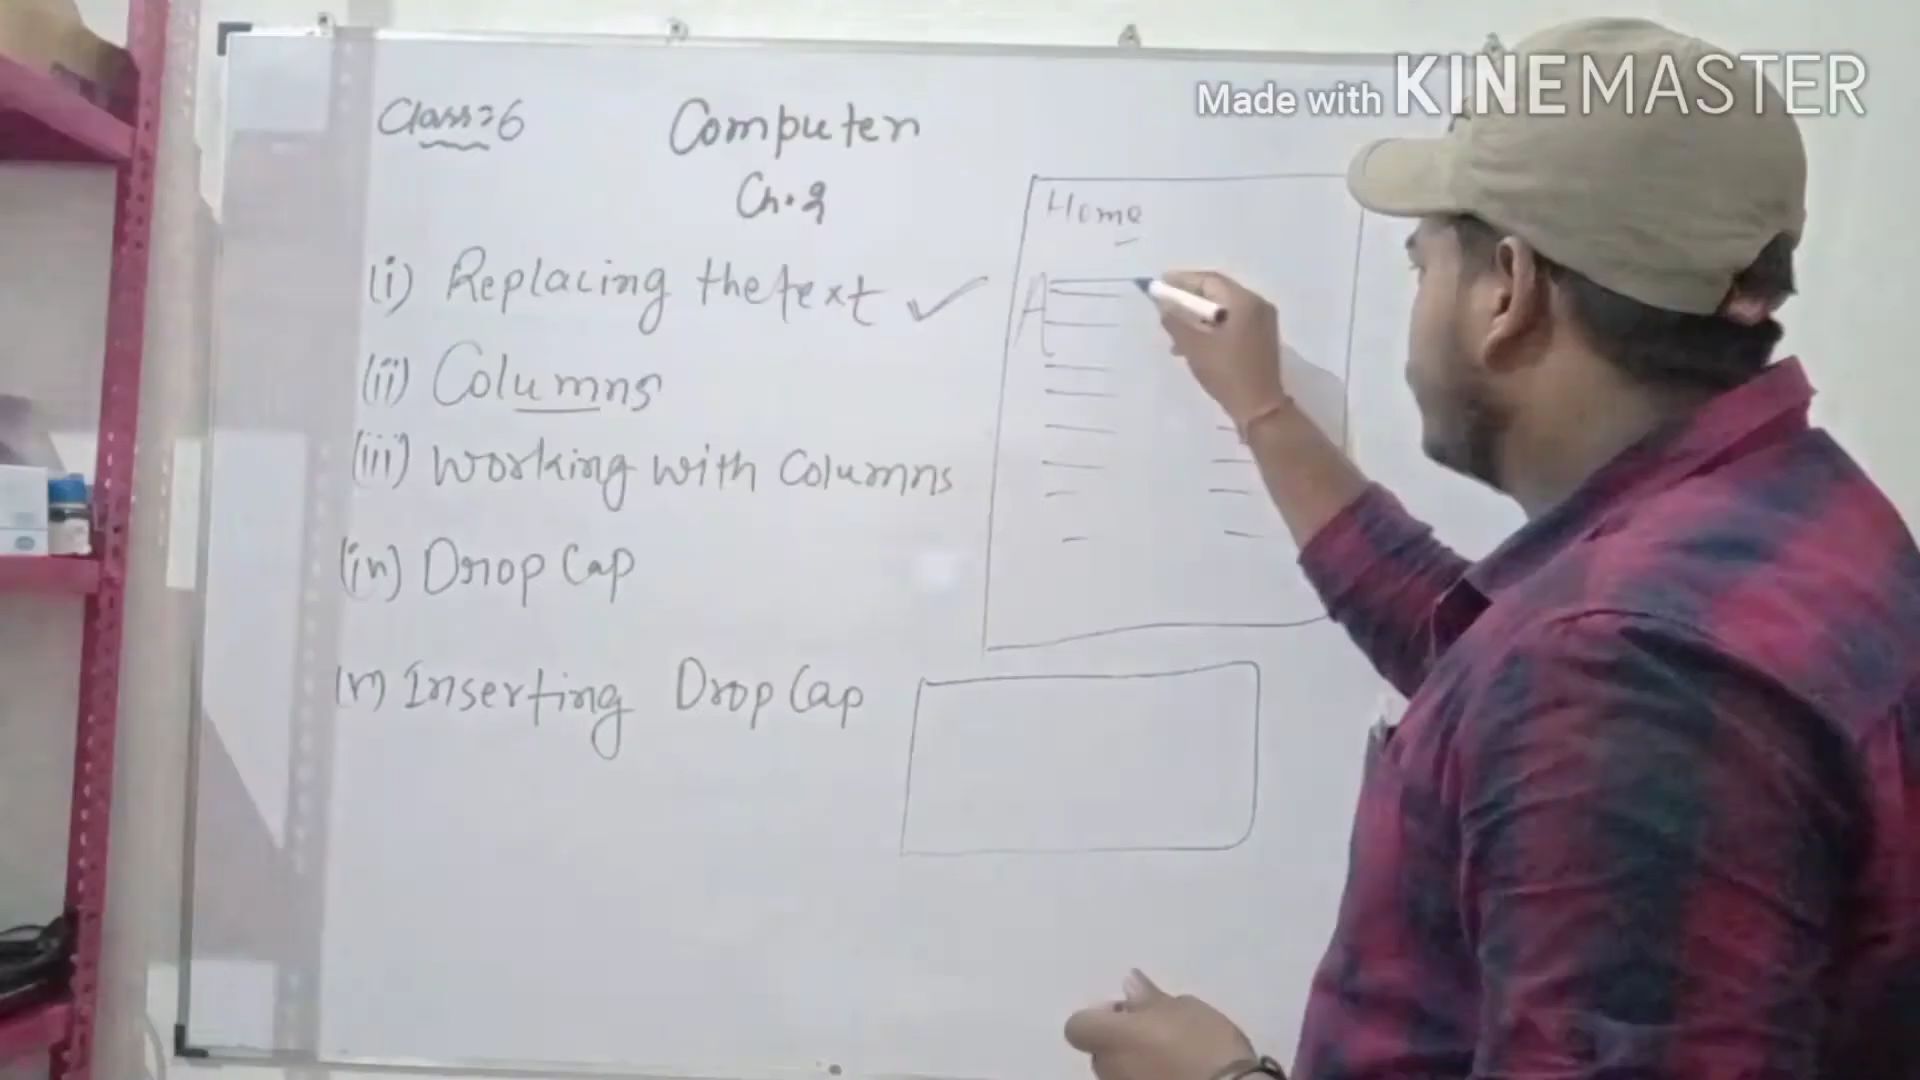 Made with KINEMASTER
Class-6
Computer
Ch.2
Home
A
(i) Replacing the text ✓
(ii) Columns
(iii) Working with Columns
(iv) Drop Cap
(v) Inserting Drop Cap